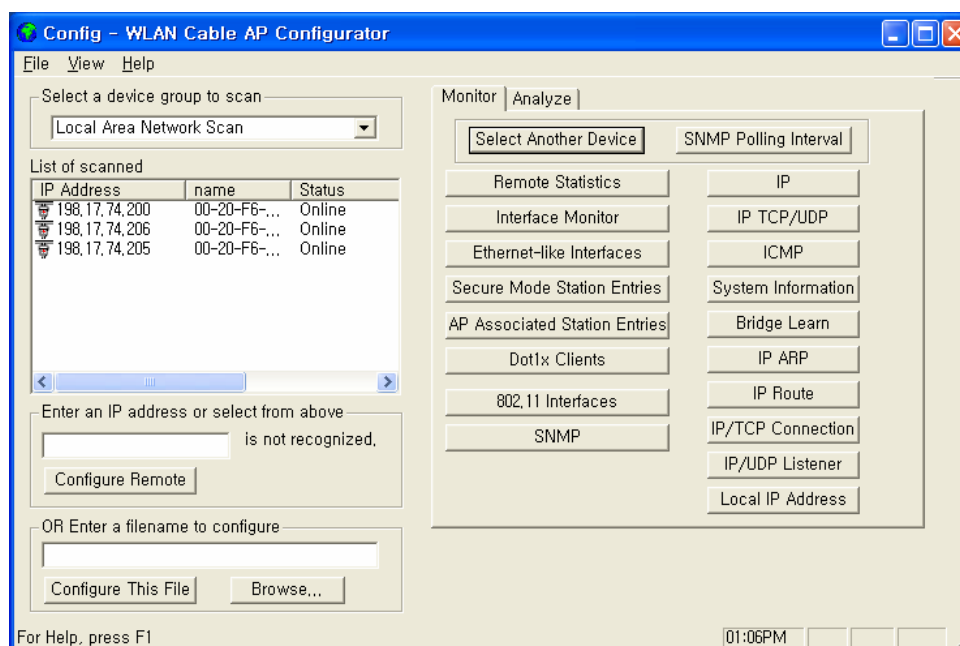 Config - WLAN Cable AP Configurator
File View Help
Select a device group to scan
Local Area Network Scan
List of scanned
IP Address name Status
198,17,74,200 00-20-F6-... Online
198,17,74,206 00-20-F6-... Online
198,17,74,205 00-20-F6-... Online
Enter an IP address or select from above
is not recognized,
Configure Remote
OR Enter a filename to configure
Configure This File Browse,,,
Monitor Analyze
Select Another Device SNMP Polling Interval
Remote Statistics IP
Interface Monitor IP TCP/UDP
Ethernet-like Interfaces ICMP
Secure Mode Station Entries System Information
AP Associated Station Entries Bridge Learn
Dot1x Clients IP ARP
802,11 Interfaces IP Route
SNMP IP/TCP Connection
IP/UDP Listener
Local IP Address
For Help, press F1 01:06PM